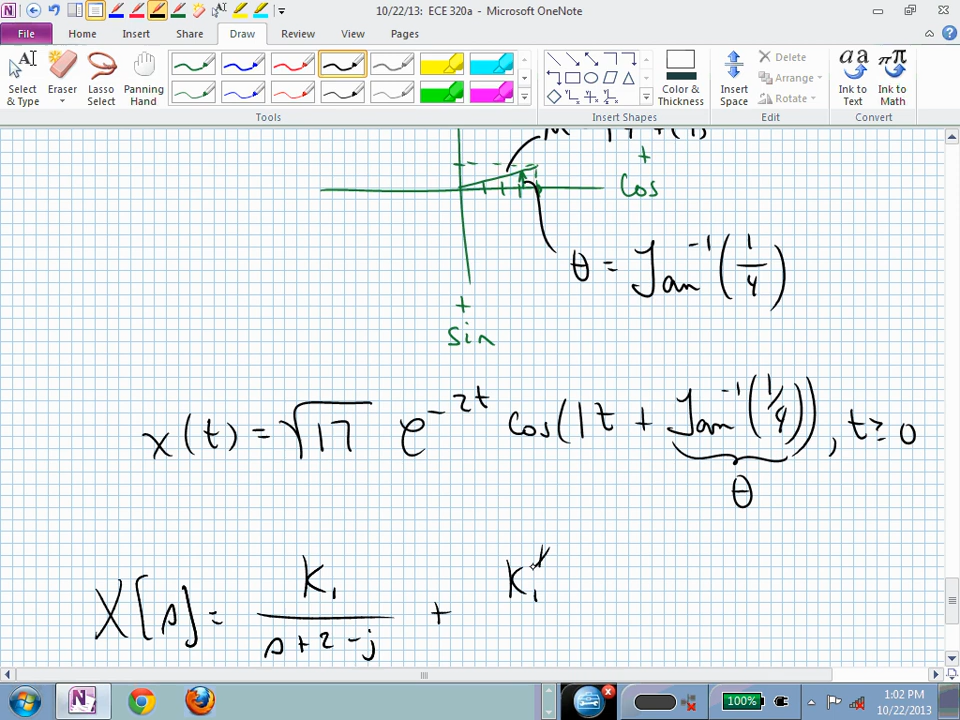 10/22/13: ECE 320a - Microsoft OneNote
File Home Insert Share Draw Review View Pages
Select & Type
Eraser
Lasso Select
Panning Hand
Color & Thickness
Insert Space
Delete
Arrange
Rotate
Ink to Text
Ink to Math
Tools
Insert Shapes
Edit
Convert
+
cos
θ = Tan⁻¹(1/4)
+
sin
x(t) = √17 e^-2t cos(1t + Tan⁻¹(1/4)), t ≥ 0
θ
X[s] = K₁/(s+2-j) + K₁
100%
1:02 PM
10/22/2013